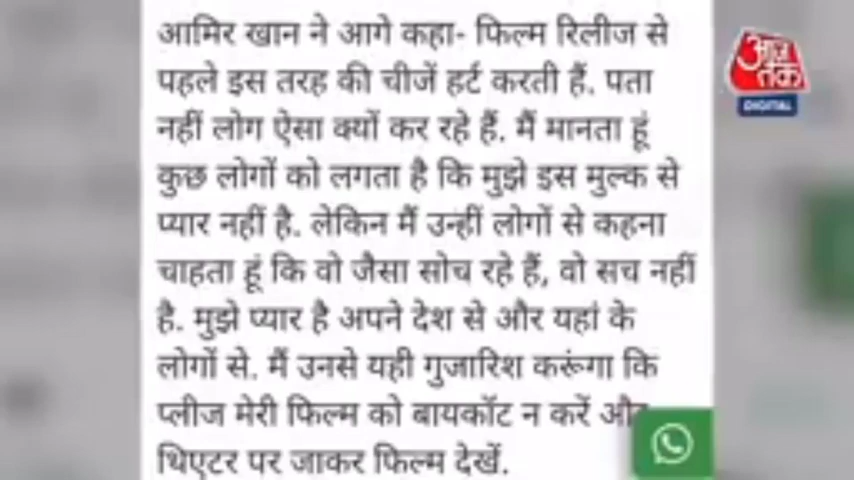 आमिर खान ने आगे कहा- फिल्म रिलीज से
पहले इस तरह की चीजें हर्ट करती हैं. पता
नहीं लोग ऐसा क्यों कर रहे हैं. मैं मानता हूं
कुछ लोगों को लगता है कि मुझे इस मुल्क से
प्यार नहीं है. लेकिन मैं उन्हीं लोगों से कहना
चाहता हूं कि वो जैसा सोच रहे हैं, वो सच नहीं
है. मुझे प्यार है अपने देश से और यहां के
लोगों से. मैं उनसे यही गुजारिश करूंगा कि
प्लीज मेरी फिल्म को बायकॉट न करें और
थिएटर पर जाकर फिल्म देखें.
आज
तक
DIGITAL